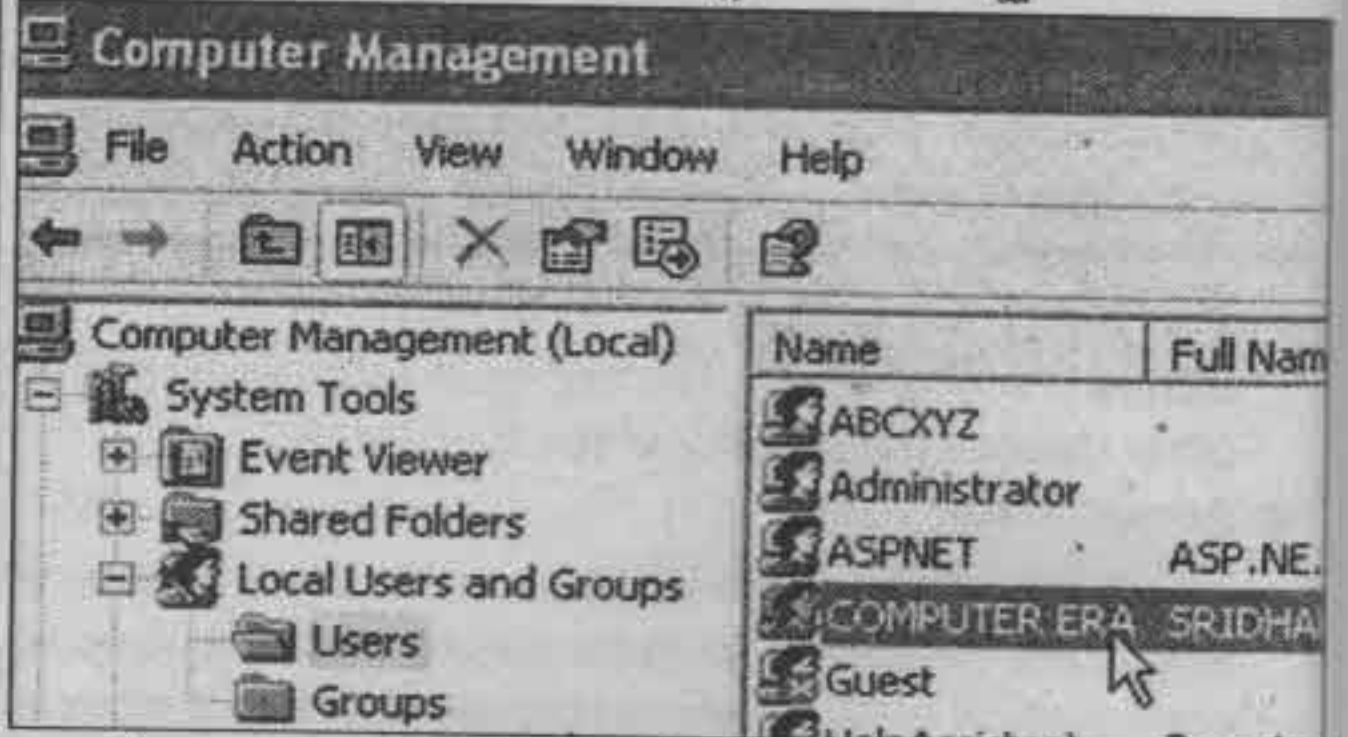 Computer Management
File Action View Window Help
Computer Management (Local)
System Tools
Event Viewer
Shared Folders
Local Users and Groups
Users
Groups
Name Full Nam
ABCXYZ
Administrator
ASPNET ASP.NE.
COMPUTER ERA SRIDHA
Guest